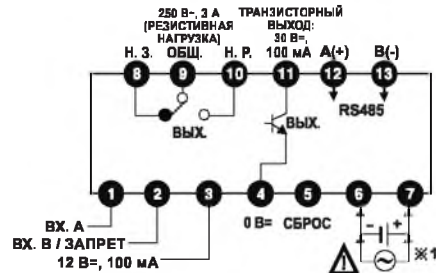 250 В~, 3 А ТРАНЗИСТОРНЫЙ
(РЕЗИСТИВНАЯ ВЫХОД:
НАГРУЗКА) 30 В=,
Н. З. ОБЩ. Н. Р. 100 мА А(+) В(-)
8 9 10 11 12 13
RS485
ВЫХ. ВЫХ.
1 2 3 4 5 6 7
ВХ. А
0 В= СБРОС
ВХ. В / ЗАПРЕТ
12 В=, 100 мА
- +
※1